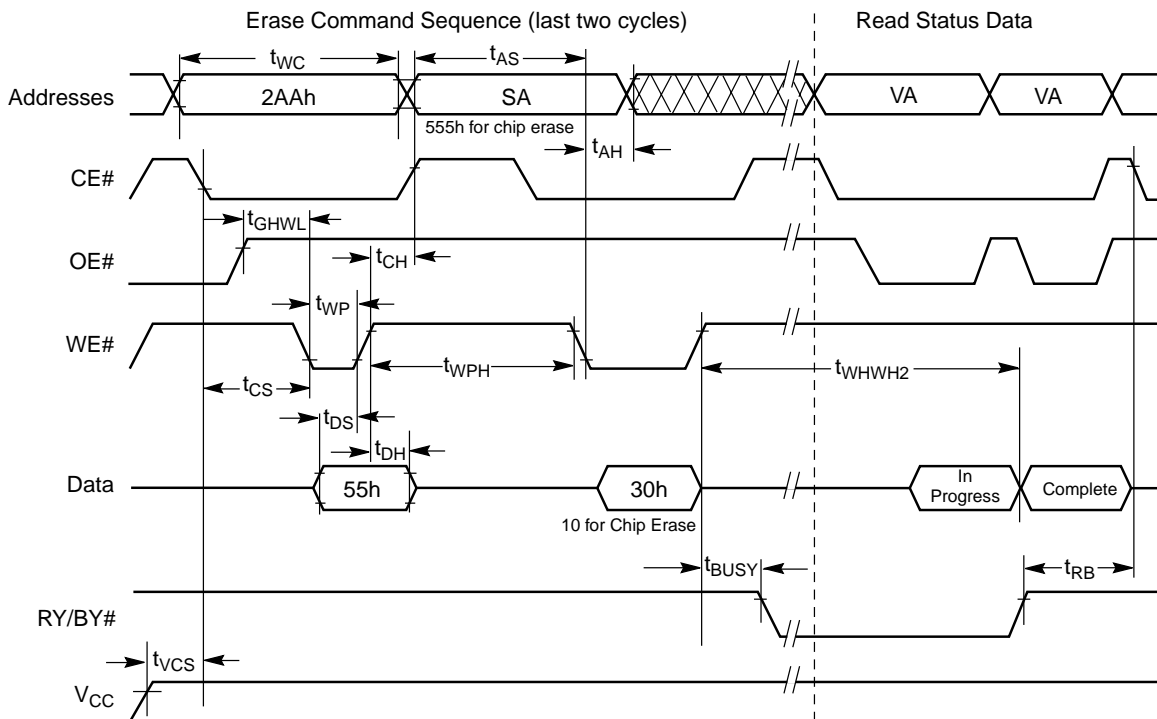 Erase Command Sequence (last two cycles)
Read Status Data
tWC
tAS
Addresses
2AAh
SA
VA
VA
555h for chip erase
tAH
CE#
tGHWL
OE#
tCH
tWP
WE#
tWPH
tWHWH2
tCS
tDS
tDH
Data
55h
30h
In
Progress
Complete
10 for Chip Erase
tBUSY
tRB
RY/BY#
tVCS
VCC